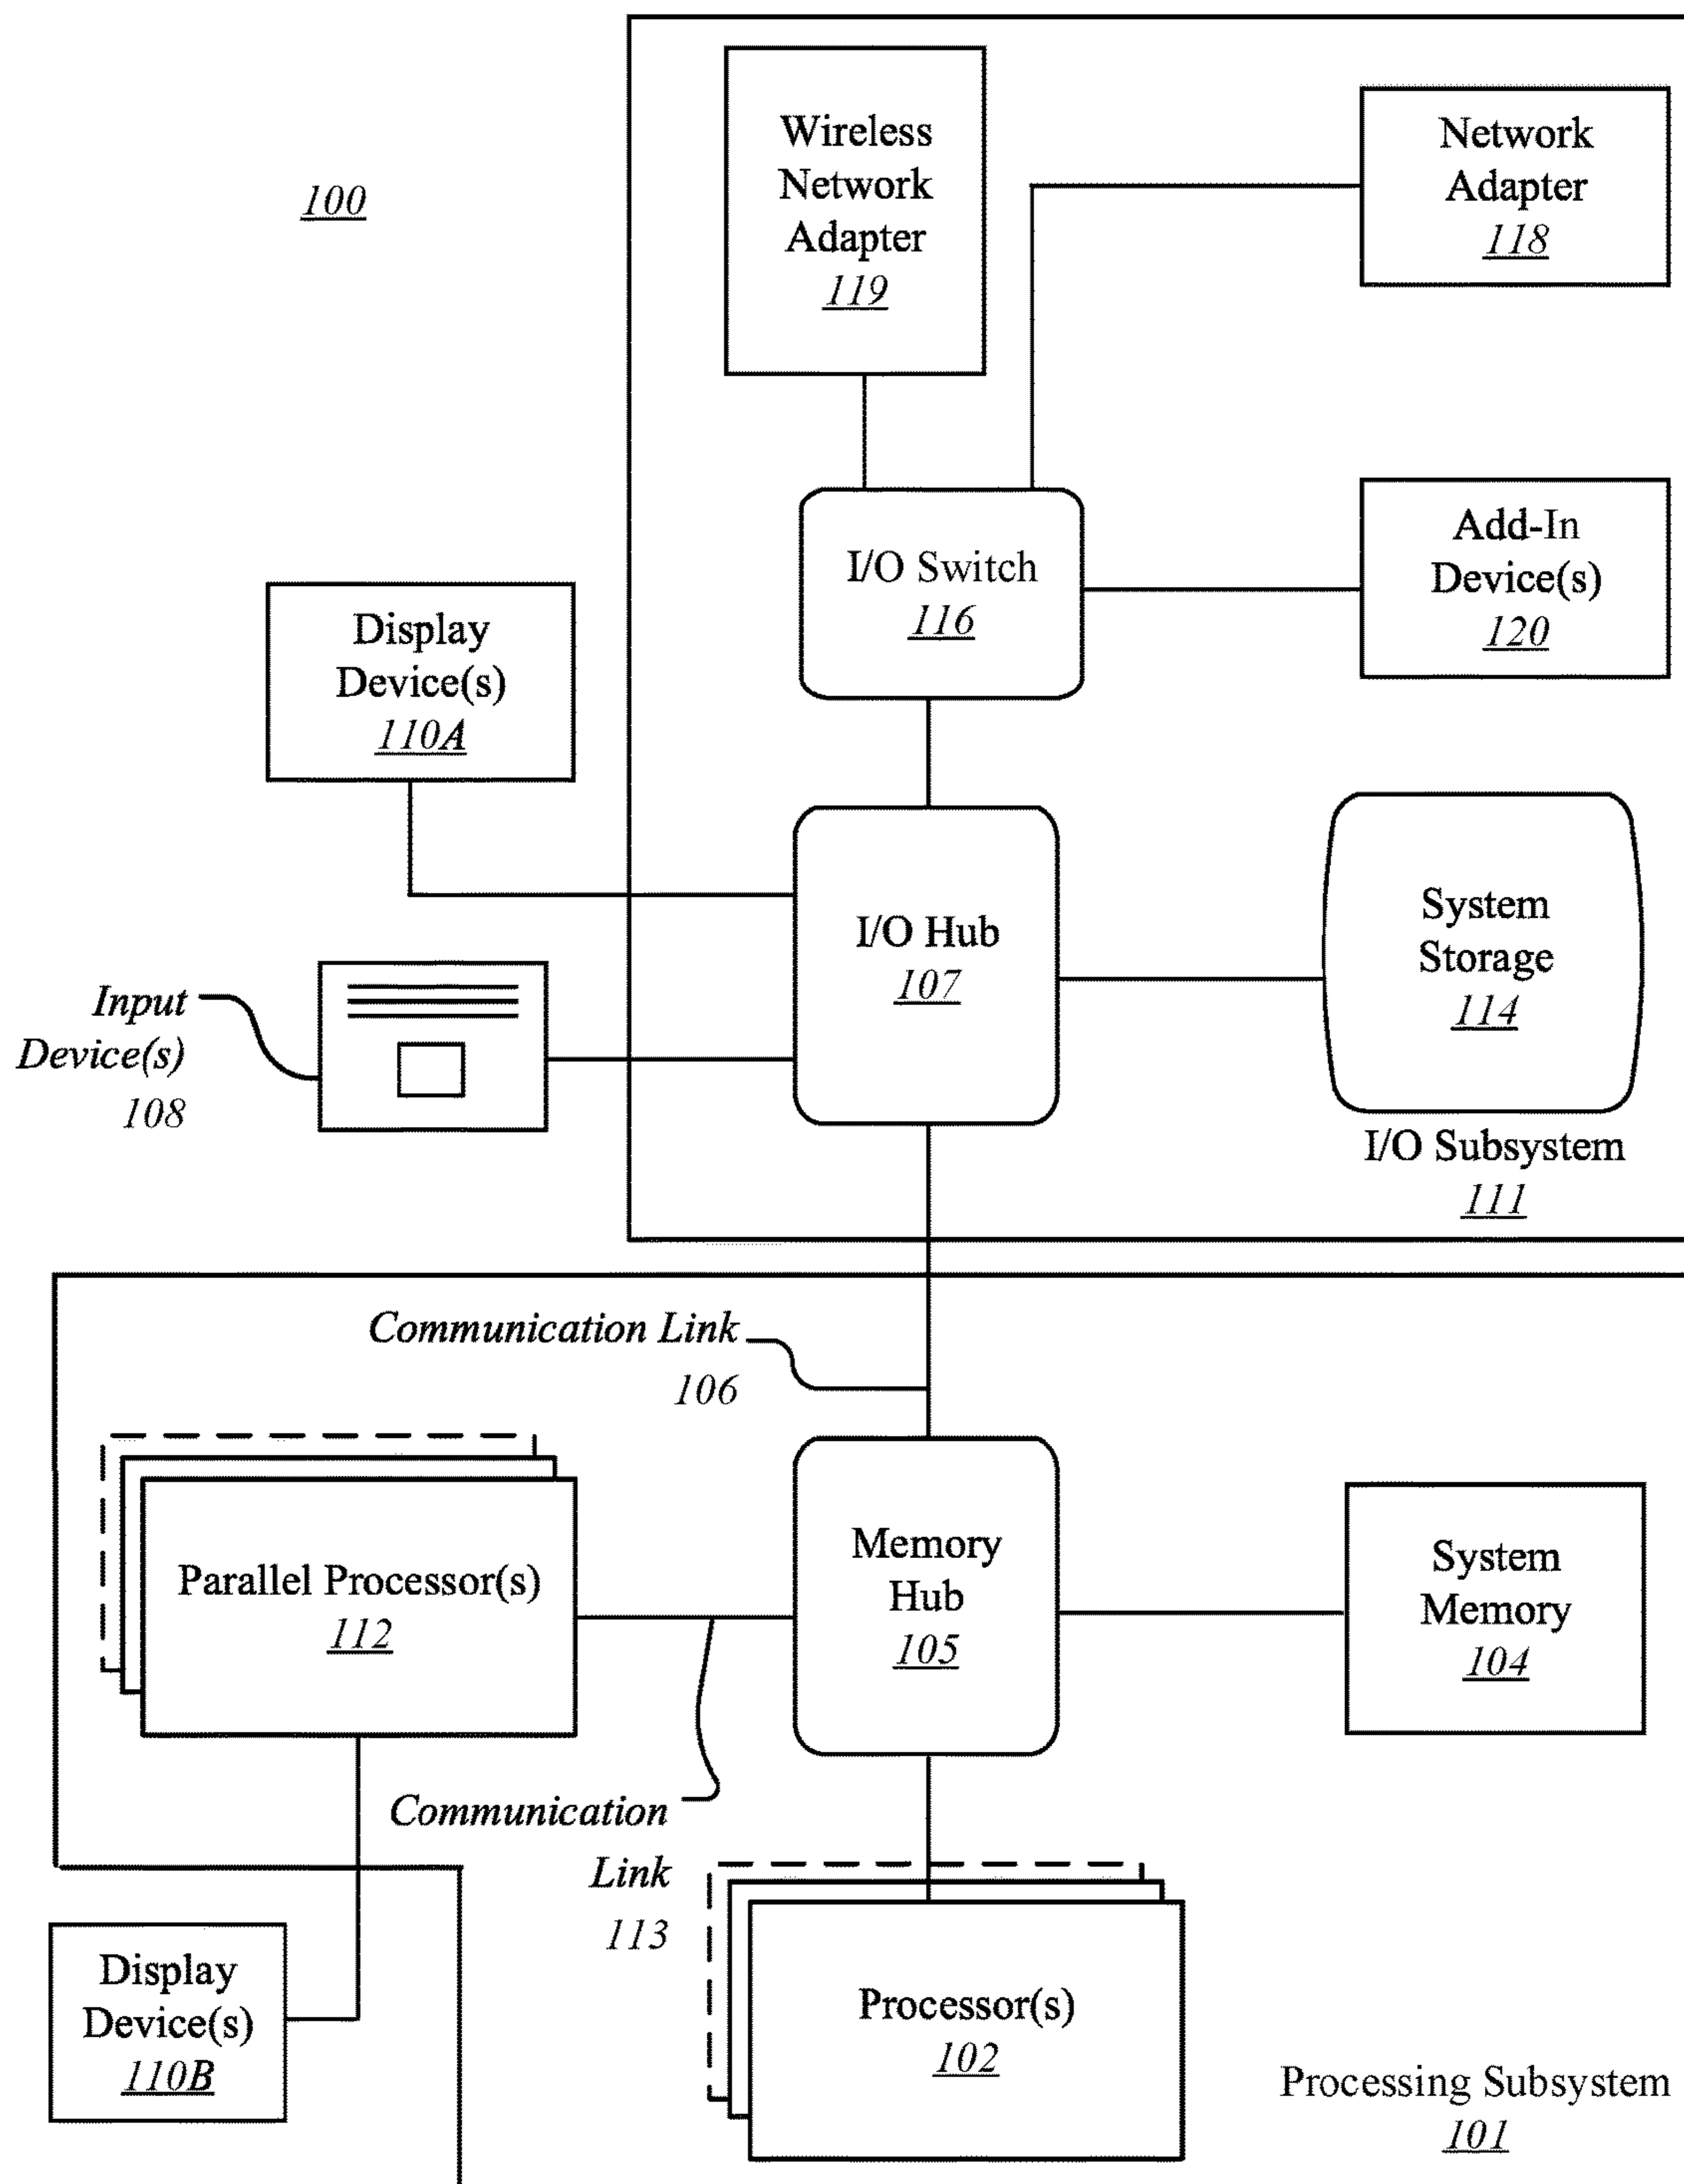 100
Wireless
Network
Adapter
119
Network
Adapter
118
I/O Switch
116
Add-In
Device(s)
120
Display
Device(s)
110A
I/O Hub
107
System
Storage
114
Input
Device(s)
108
I/O Subsystem
111
Communication Link
106
Parallel Processor(s)
112
Memory
Hub
105
System
Memory
104
Communication
Link
113
Display
Device(s)
110B
Processor(s)
102
Processing Subsystem
101